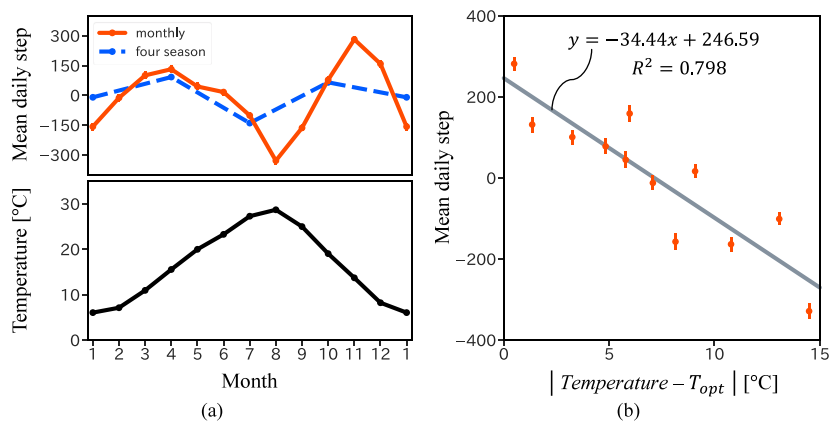 Mean daily step
300
150
0
−150
−300
monthly
four season
Temperature [°C]
30
20
10
0
1 2 3 4 5 6 7 8 9 10 11 12 1
Month
(a)
Mean daily step
400
200
0
−200
−400
y = −34.44x + 246.59
R² = 0.798
0 5 10 15
| Temperature − Tₒₚₜ | [°C]
(b)